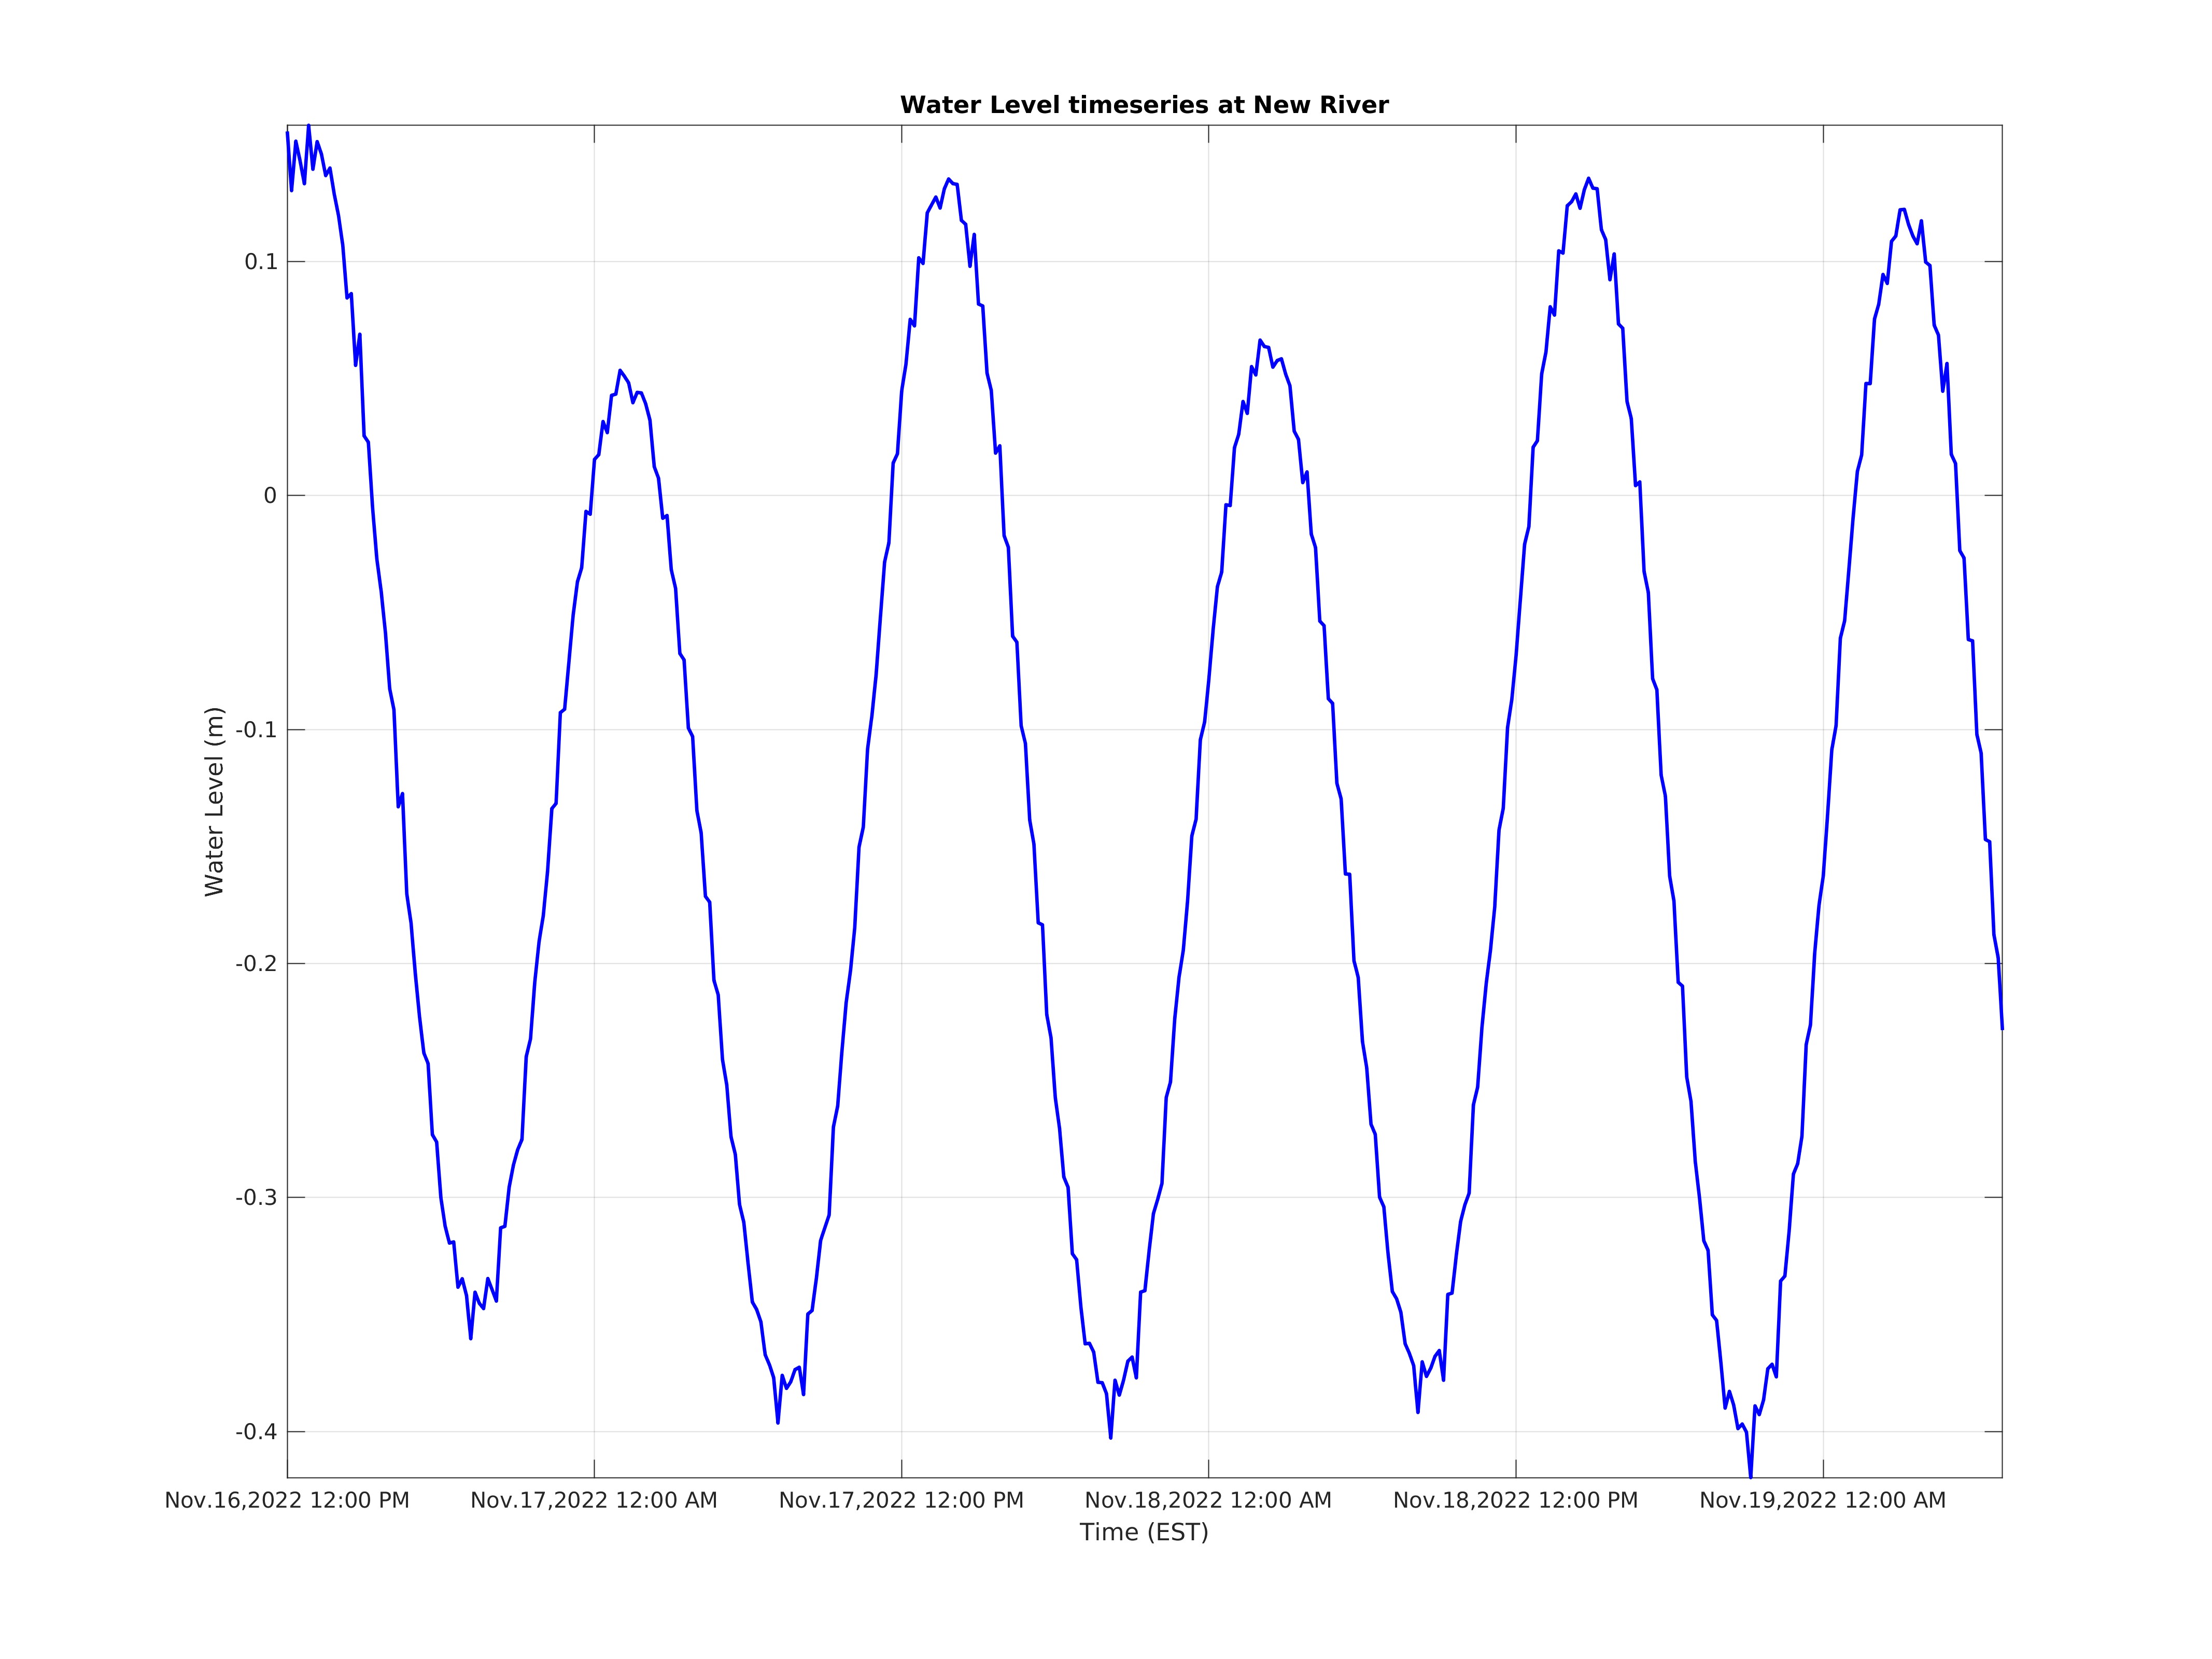 Water Level timeseries at New River
0.1
0
-0.1
-0.2
-0.3
-0.4
Water Level (m)
Nov.16,2022 12:00 PM
Nov.17,2022 12:00 AM
Nov.17,2022 12:00 PM
Nov.18,2022 12:00 AM
Nov.18,2022 12:00 PM
Nov.19,2022 12:00 AM
Time (EST)